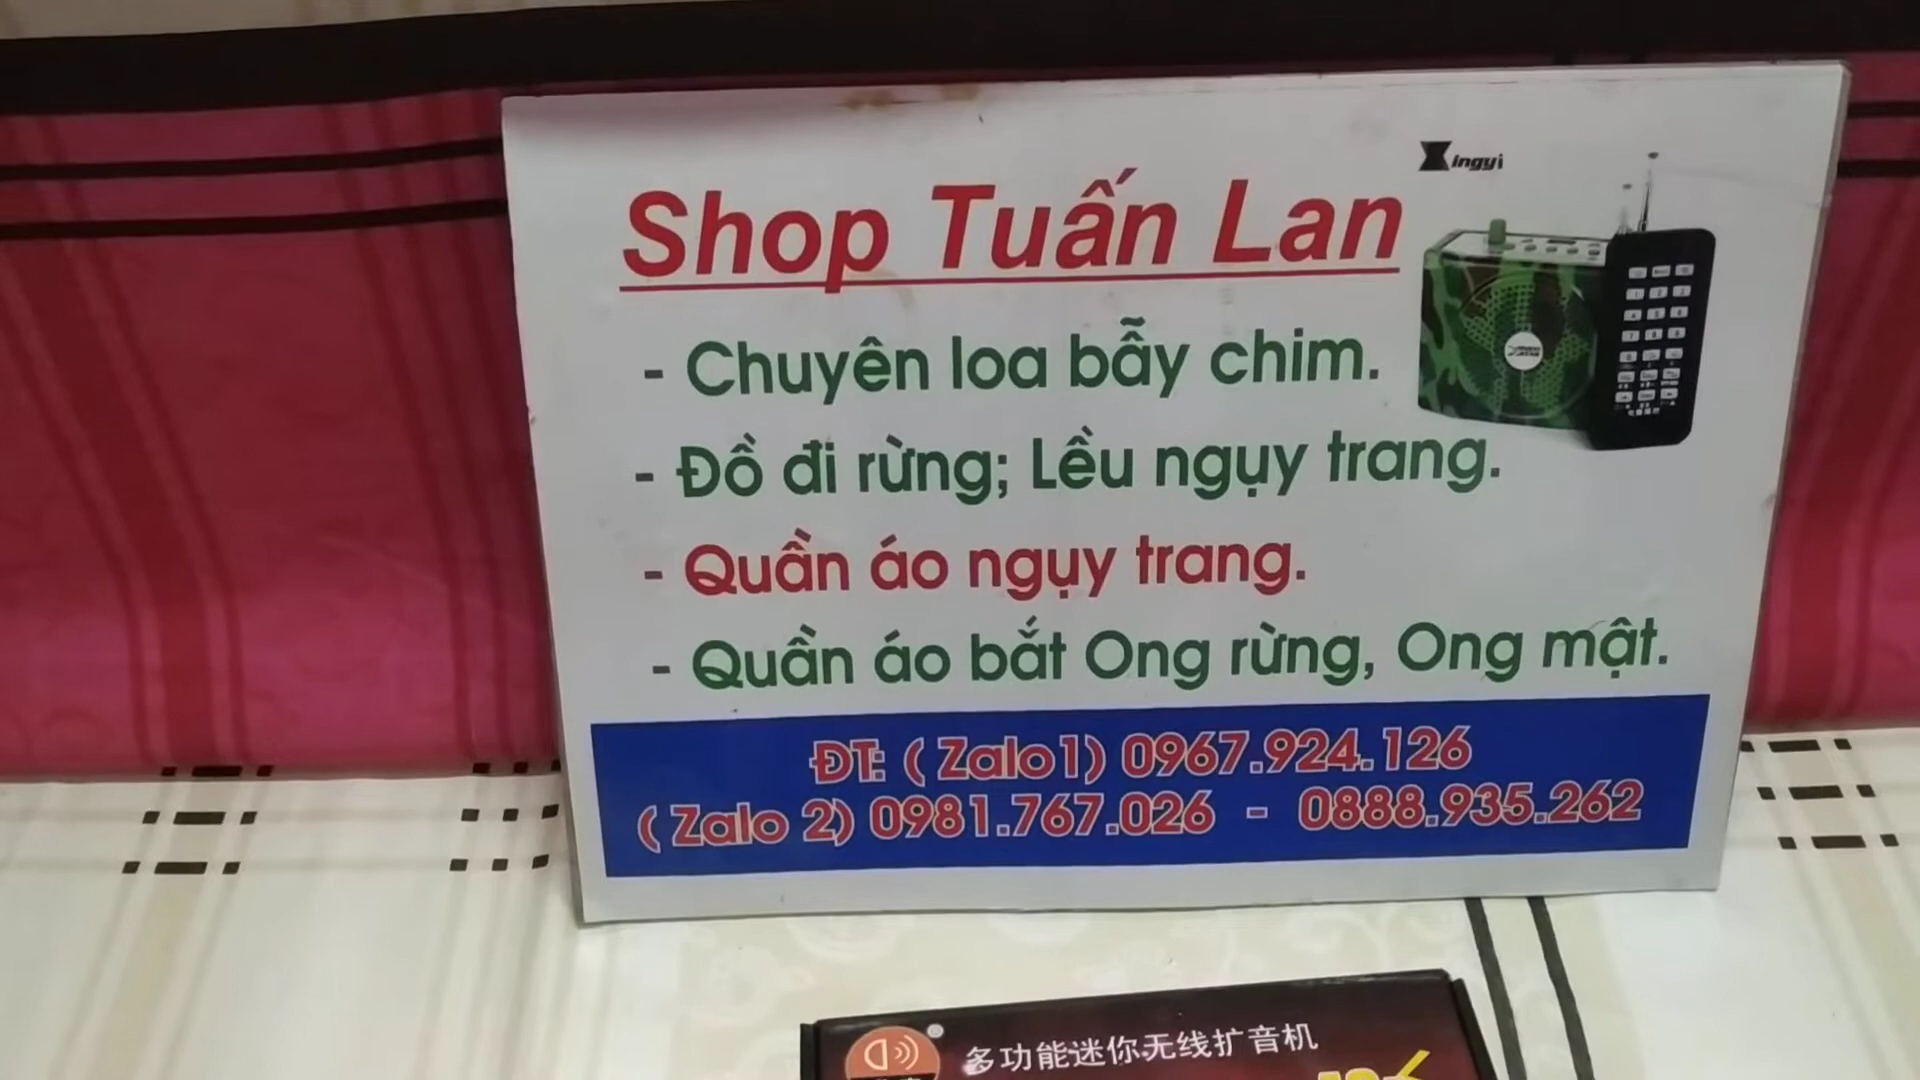 Xingyi
Shop Tuấn Lan
- Chuyên loa bẫy chim.
- Đồ đi rừng; Lều ngụy trang.
- Quần áo ngụy trang.
- Quần áo bắt Ong rừng, Ong mật.
ĐT: ( Zalo1) 0967.924.126
( Zalo 2) 0981.767.026 - 0888.935.262
多功能迷你无线扩音机